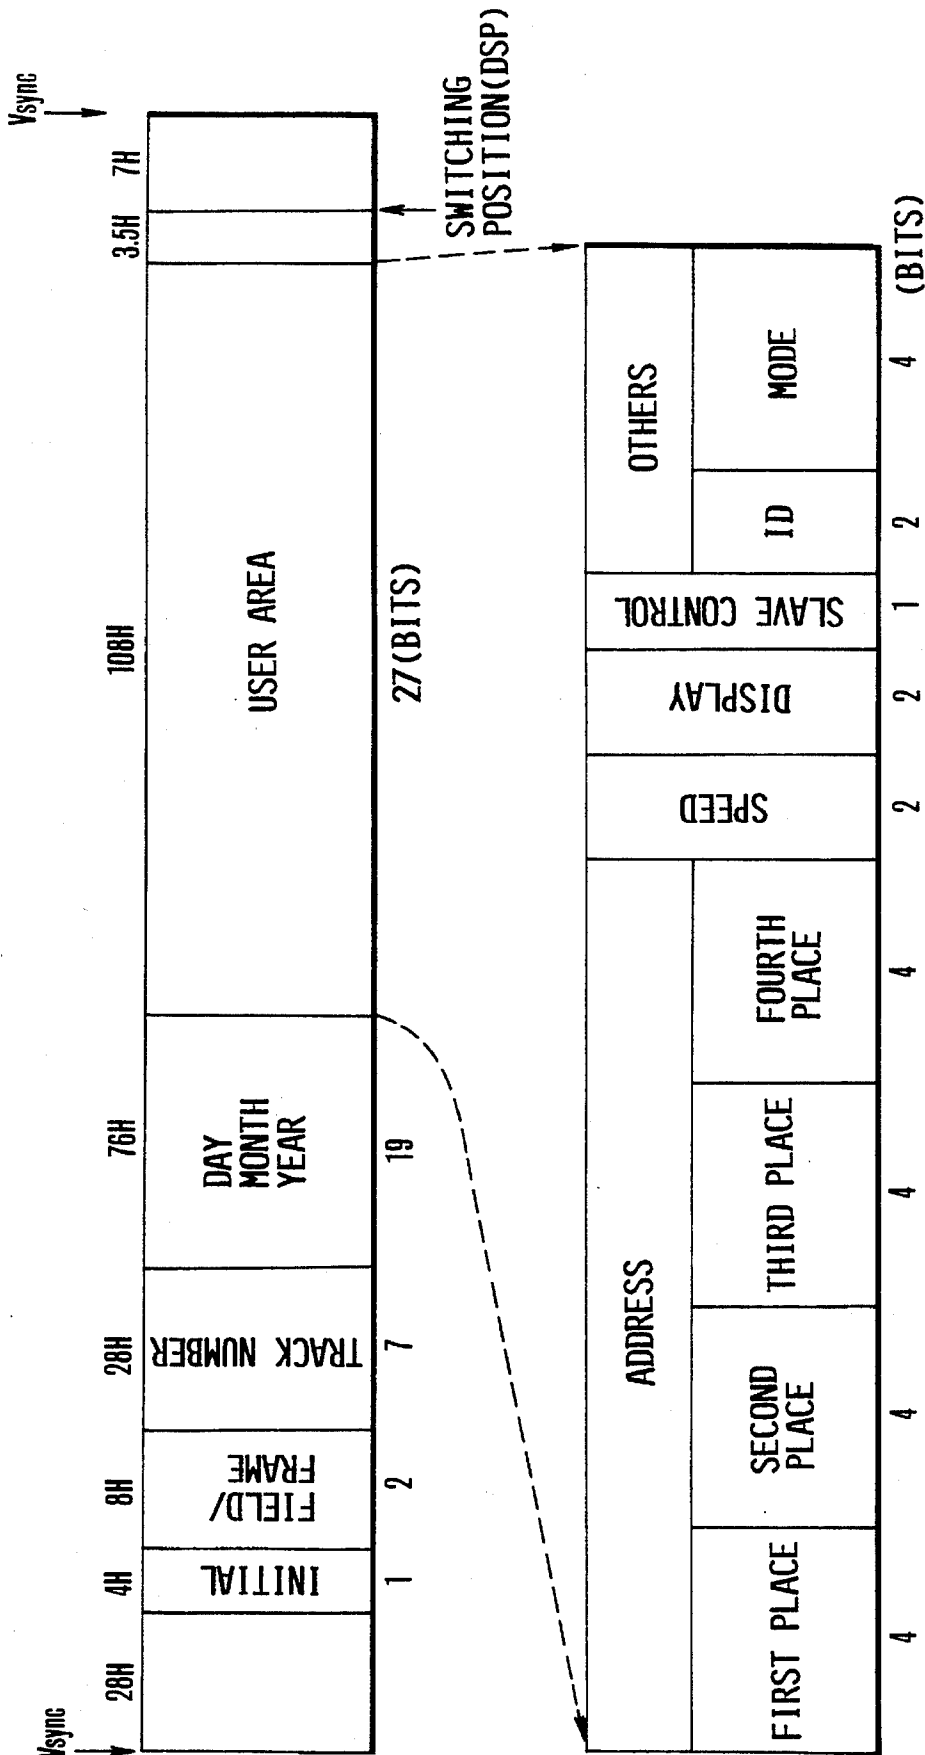 Vsync
Vsync
28H
4H
8H
28H
76H
108H
3.5H
7H
INITIAL
FIELD/
FRAME
TRACK NUMBER
DAY
MONTH
YEAR
USER AREA
1
2
7
19
27(BITS)
SWITCHING
POSITION(DSP)
ADDRESS
SPEED
DISPLAY
SLAVE CONTROL
OTHERS
FIRST PLACE
SECOND
PLACE
THIRD PLACE
FOURTH
PLACE
ID
MODE
4
4
4
4
2
2
1
2
4
(BITS)